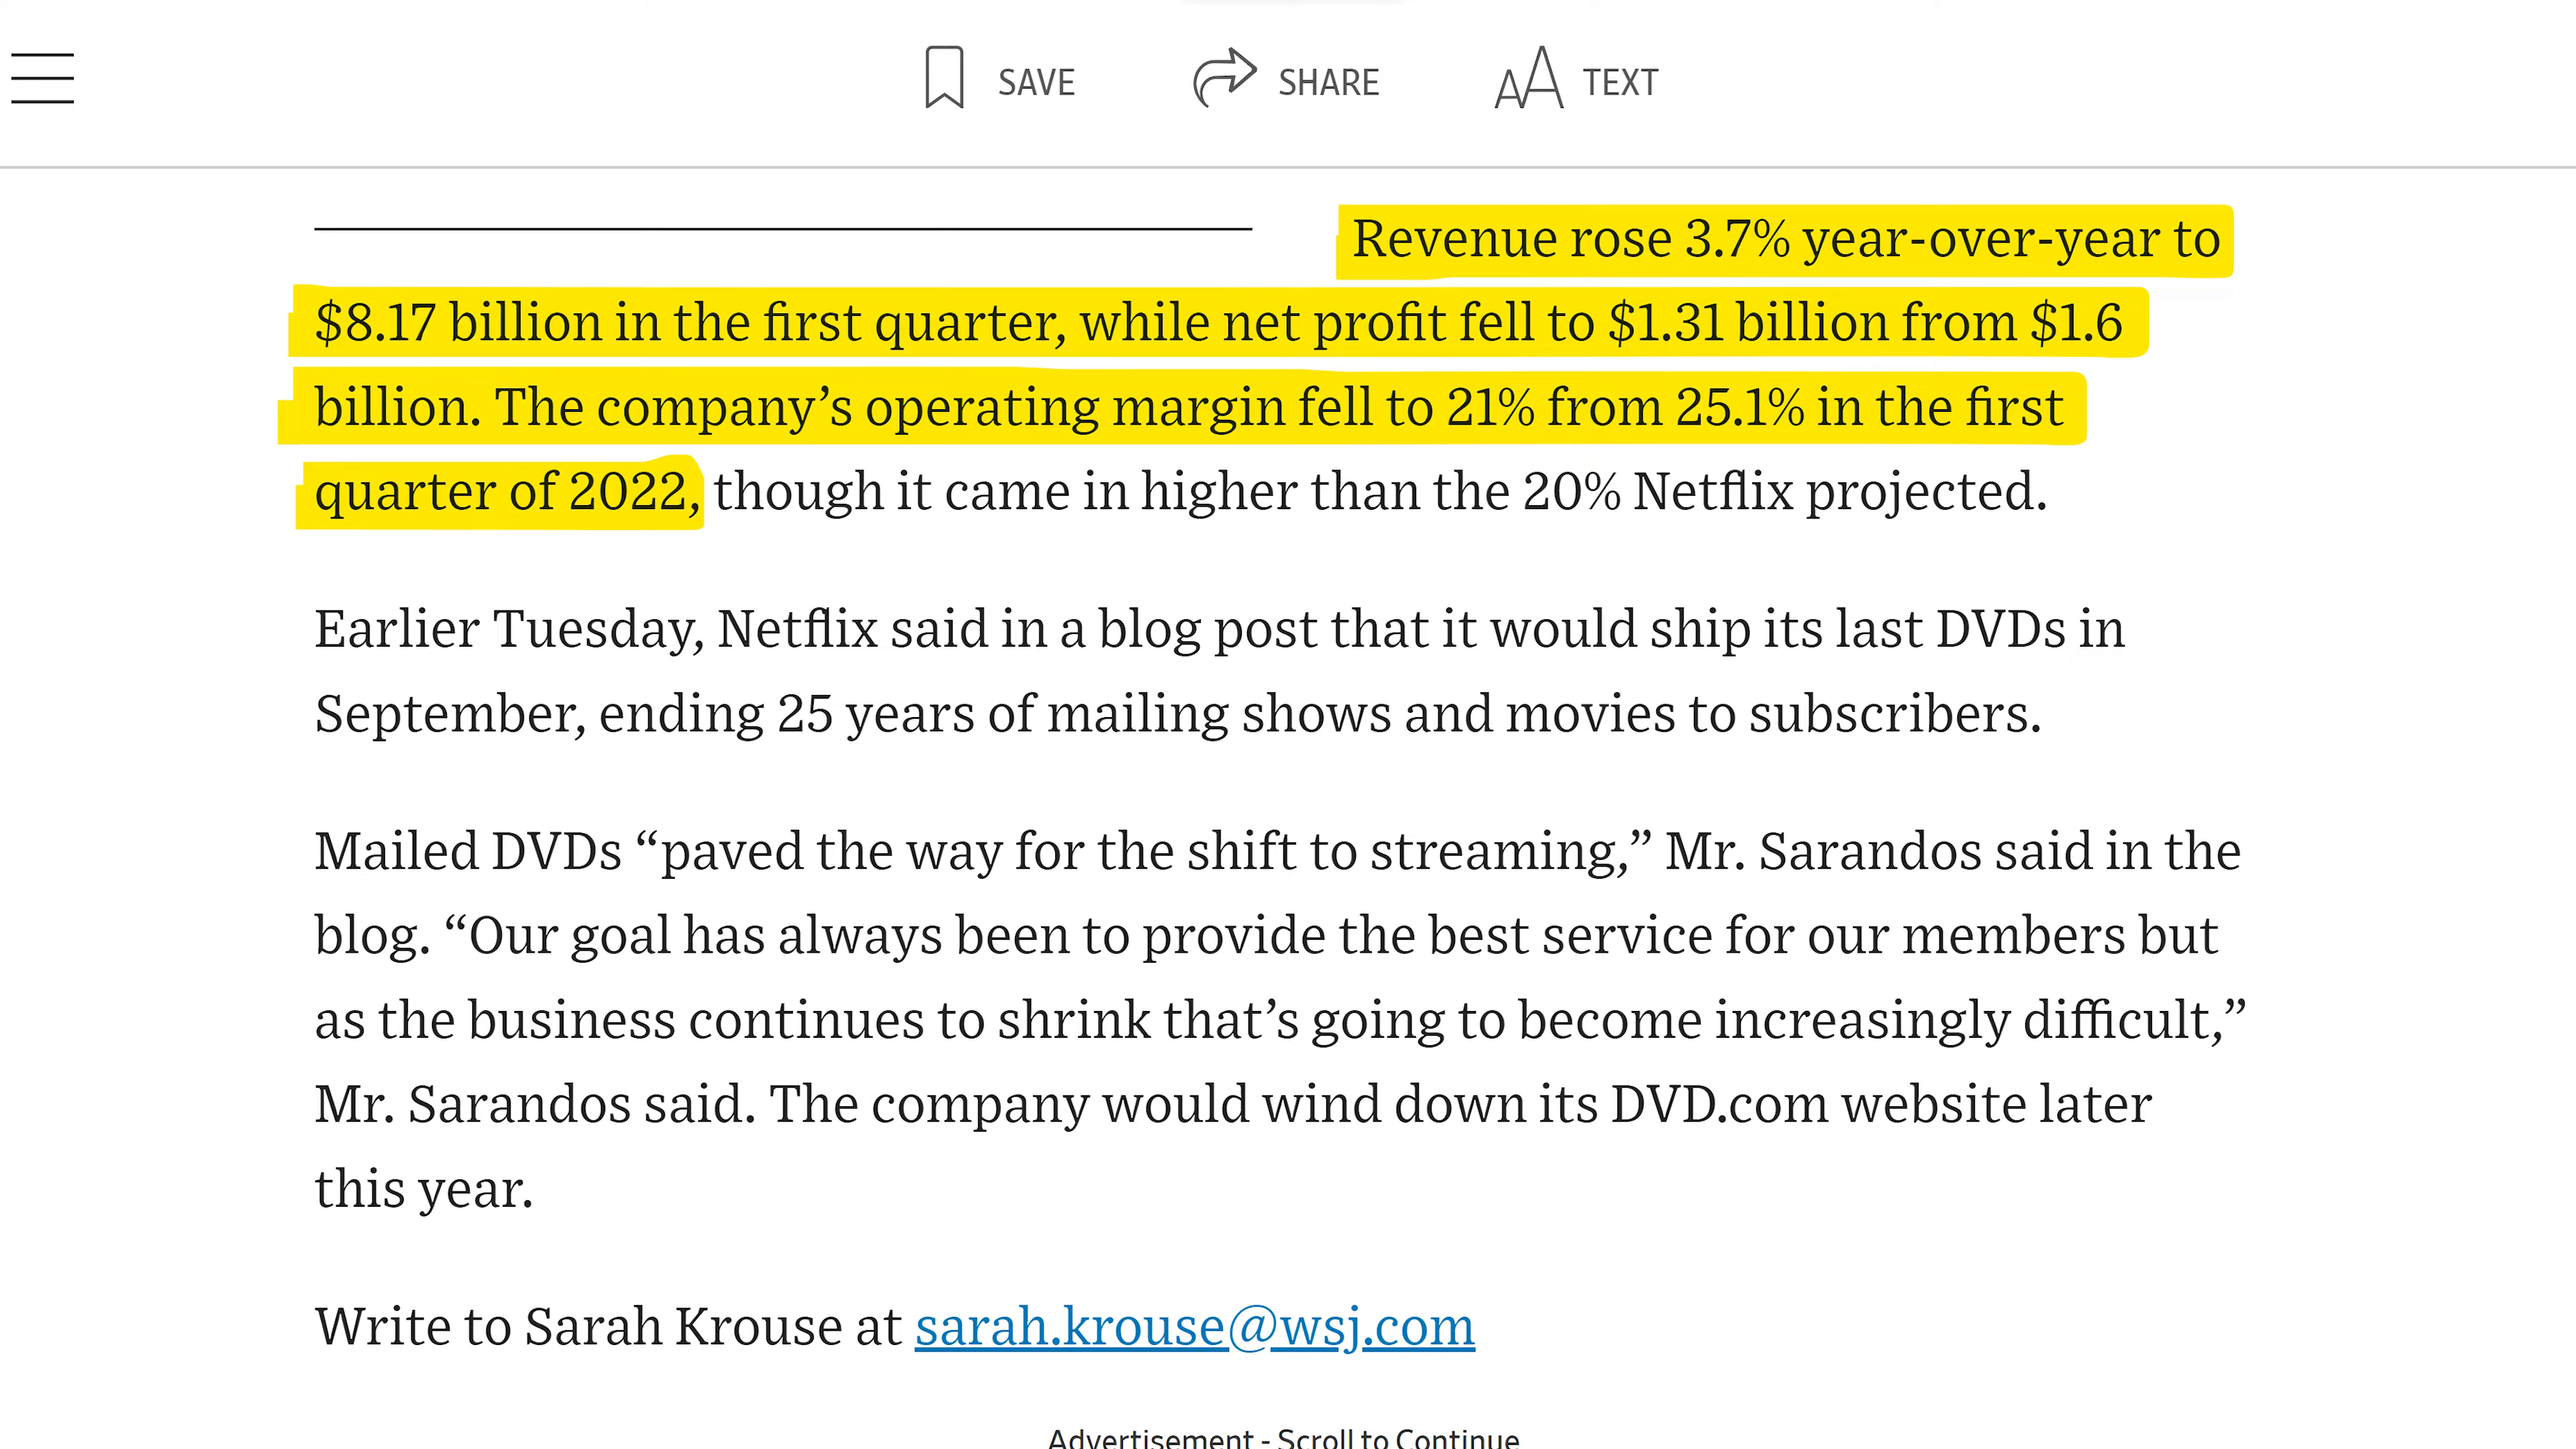 SAVE SHARE AA TEXT
Revenue rose 3.7% year-over-year to
$8.17 billion in the first quarter, while net profit fell to $1.31 billion from $1.6
billion. The company’s operating margin fell to 21% from 25.1% in the first
quarter of 2022, though it came in higher than the 20% Netflix projected.
Earlier Tuesday, Netflix said in a blog post that it would ship its last DVDs in
September, ending 25 years of mailing shows and movies to subscribers.
Mailed DVDs “paved the way for the shift to streaming,” Mr. Sarandos said in the
blog. “Our goal has always been to provide the best service for our members but
as the business continues to shrink that’s going to become increasingly difficult,”
Mr. Sarandos said. The company would wind down its DVD.com website later
this year.
Write to Sarah Krouse at sarah.krouse@wsj.com
Advertisement - Scroll to Continue